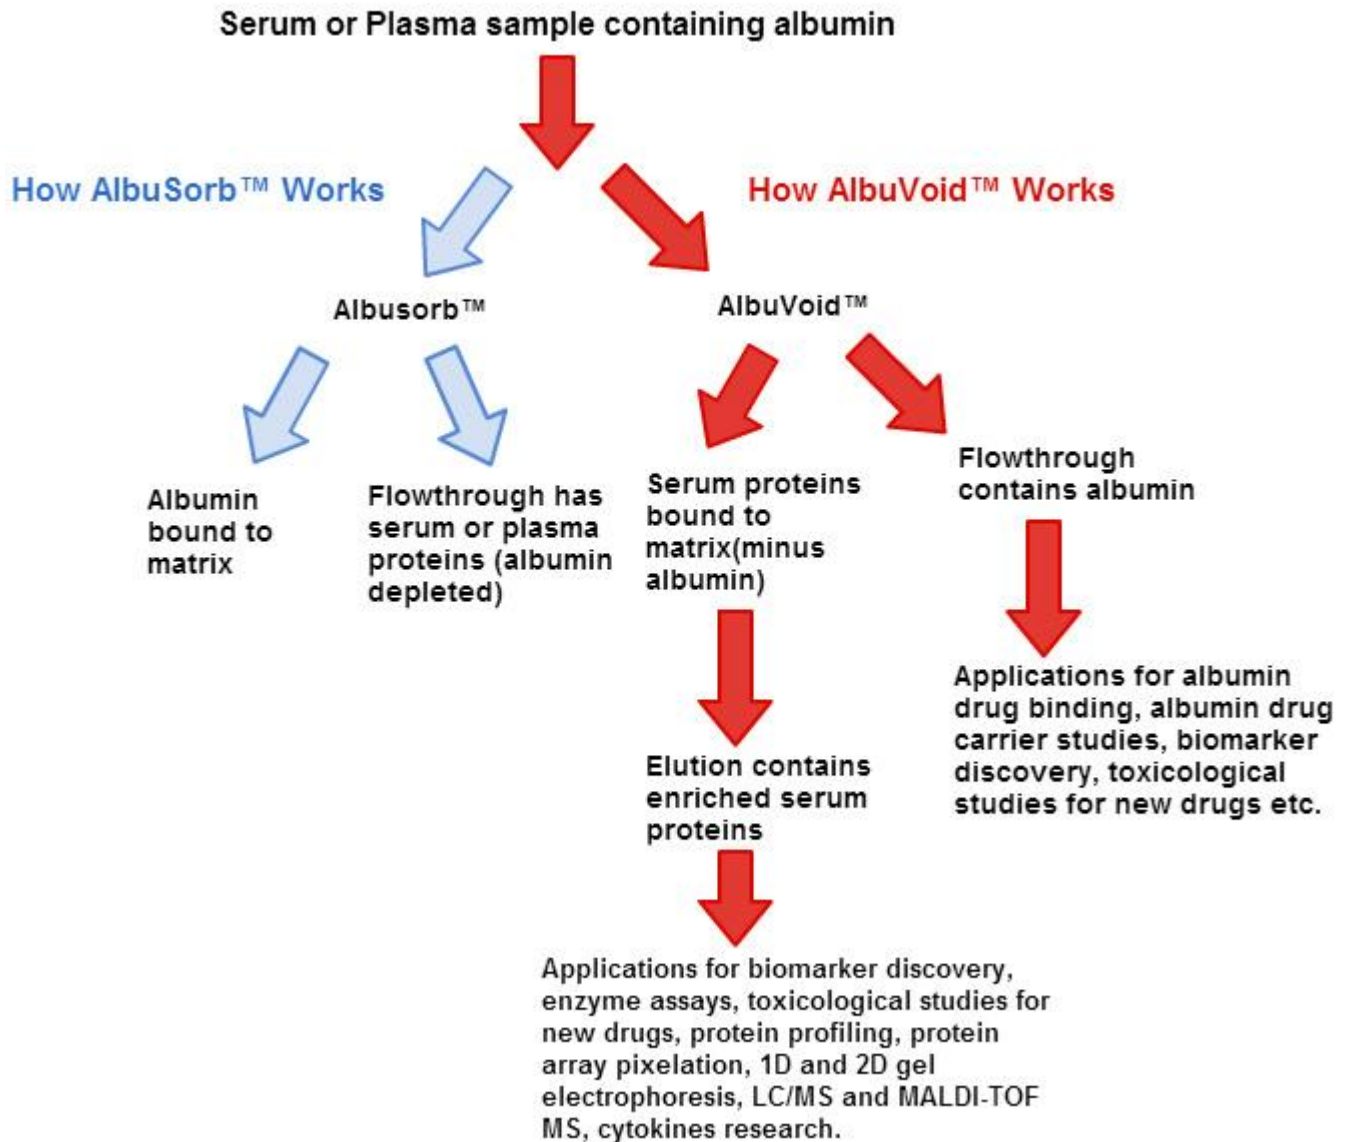 Serum or Plasma sample containing albumin
How AlbuSorb™ Works
How AlbuVoid™ Works
Albusorb™
AlbuVoid™
Albumin
bound to
matrix
Flowthrough has
serum or plasma
proteins (albumin
depleted)
Serum proteins
bound to
matrix(minus
albumin)
Flowthrough
contains albumin
Elution contains
enriched serum
proteins
Applications for albumin
drug binding, albumin drug
carrier studies, biomarker
discovery, toxicological
studies for new drugs etc.
Applications for biomarker discovery,
enzyme assays, toxicological studies for
new drugs, protein profiling, protein
array pixelation, 1D and 2D gel
electrophoresis, LC/MS and MALDI-TOF
MS, cytokines research.